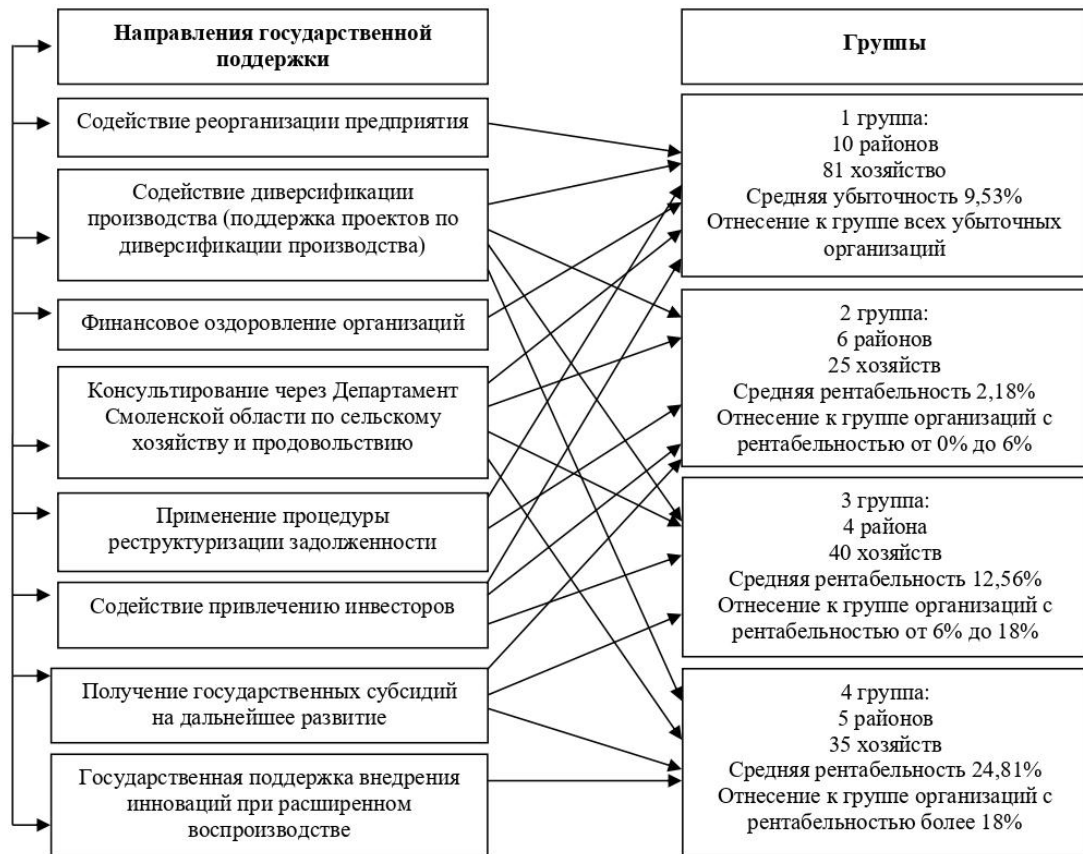 Направления государственной
поддержки
Содействие реорганизации предприятия
Содействие диверсификации
производства (поддержка проектов по
диверсификации производства)
Финансовое оздоровление организаций
Консультирование через Департамент
Смоленской области по сельскому
хозяйству и продовольствию
Применение процедуры
реструктуризации задолженности
Содействие привлечению инвесторов
Получение государственных субсидий
на дальнейшее развитие
Государственная поддержка внедрения
инноваций при расширенном
воспроизводстве
Группы
1 группа:
10 районов
81 хозяйство
Средняя убыточность 9,53%
Отнесение к группе всех убыточных
организаций
2 группа:
6 районов
25 хозяйств
Средняя рентабельность 2,18%
Отнесение к группе организаций с
рентабельностью от 0% до 6%
3 группа:
4 района
40 хозяйств
Средняя рентабельность 12,56%
Отнесение к группе организаций с
рентабельностью от 6% до 18%
4 группа:
5 районов
35 хозяйств
Средняя рентабельность 24,81%
Отнесение к группе организаций с
рентабельностью более 18%